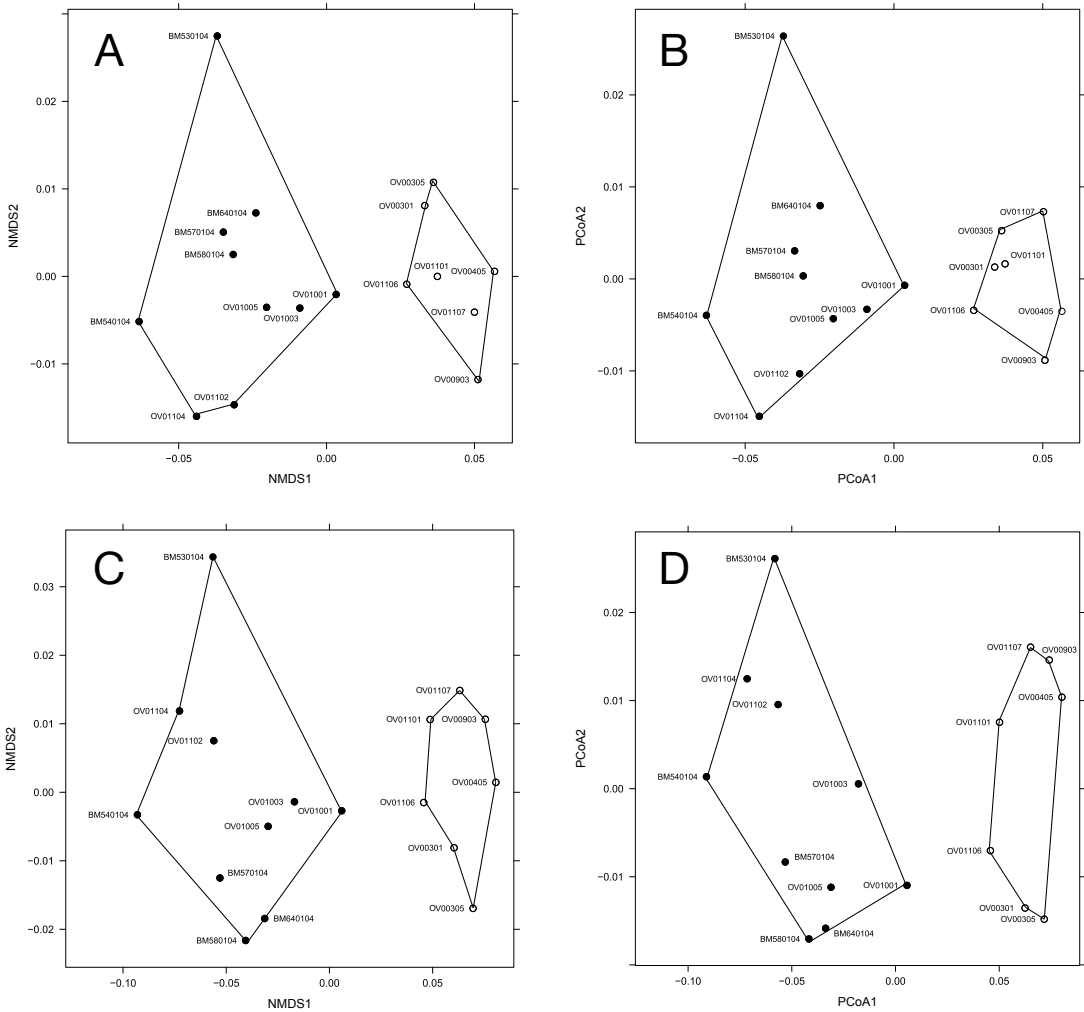 A
BM530104
0.02
0.01
0.00
−0.01
NMDS2
OV00305
OV00301
BM640104
BM570104
BM580104
OV01101
OV00405
OV01106
OV01001
OV01005
OV01003
OV01107
BM540104
OV00903
OV01102
OV01104
−0.05
0.00
0.05
NMDS1
B
BM530104
0.02
0.01
0.00
−0.01
PCoA2
BM640104
OV01107
OV00305
BM570104
OV01101
OV00301
BM580104
OV01001
OV01003
OV01106
OV00405
BM540104
OV01005
OV00903
OV01102
OV01104
−0.05
0.00
0.05
PCoA1
C
BM530104
0.03
0.02
0.01
0.00
−0.01
−0.02
NMDS2
OV01107
OV01104
OV01101
OV00903
OV01102
OV00405
OV01003
OV01106
OV01001
BM540104
OV01005
OV00301
BM570104
OV00305
BM640104
BM580104
−0.10
−0.05
0.00
0.05
NMDS1
D
BM530104
0.02
0.01
0.00
−0.01
PCoA2
OV01107
OV00903
OV01104
OV00405
OV01102
OV01101
BM540104
OV01003
OV01106
BM570104
OV01005
OV01001
OV00301
OV00305
BM640104
BM580104
−0.10
−0.05
0.00
0.05
PCoA1